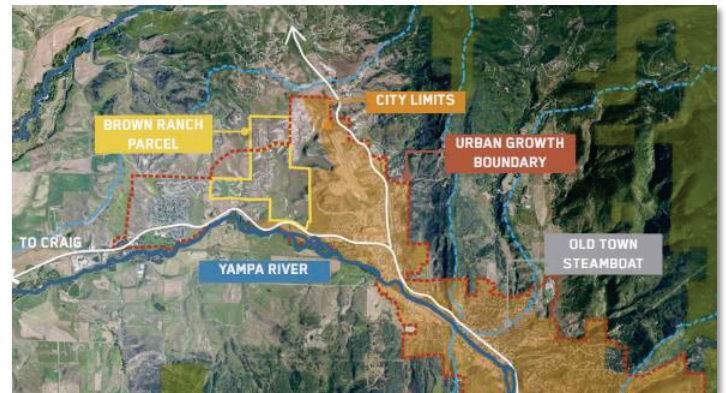 CITY LIMITS
BROWN RANCH
PARCEL
URBAN GROWTH
BOUNDARY
TO CRAIG
OLD TOWN
STEAMBOAT
YAMPA RIVER